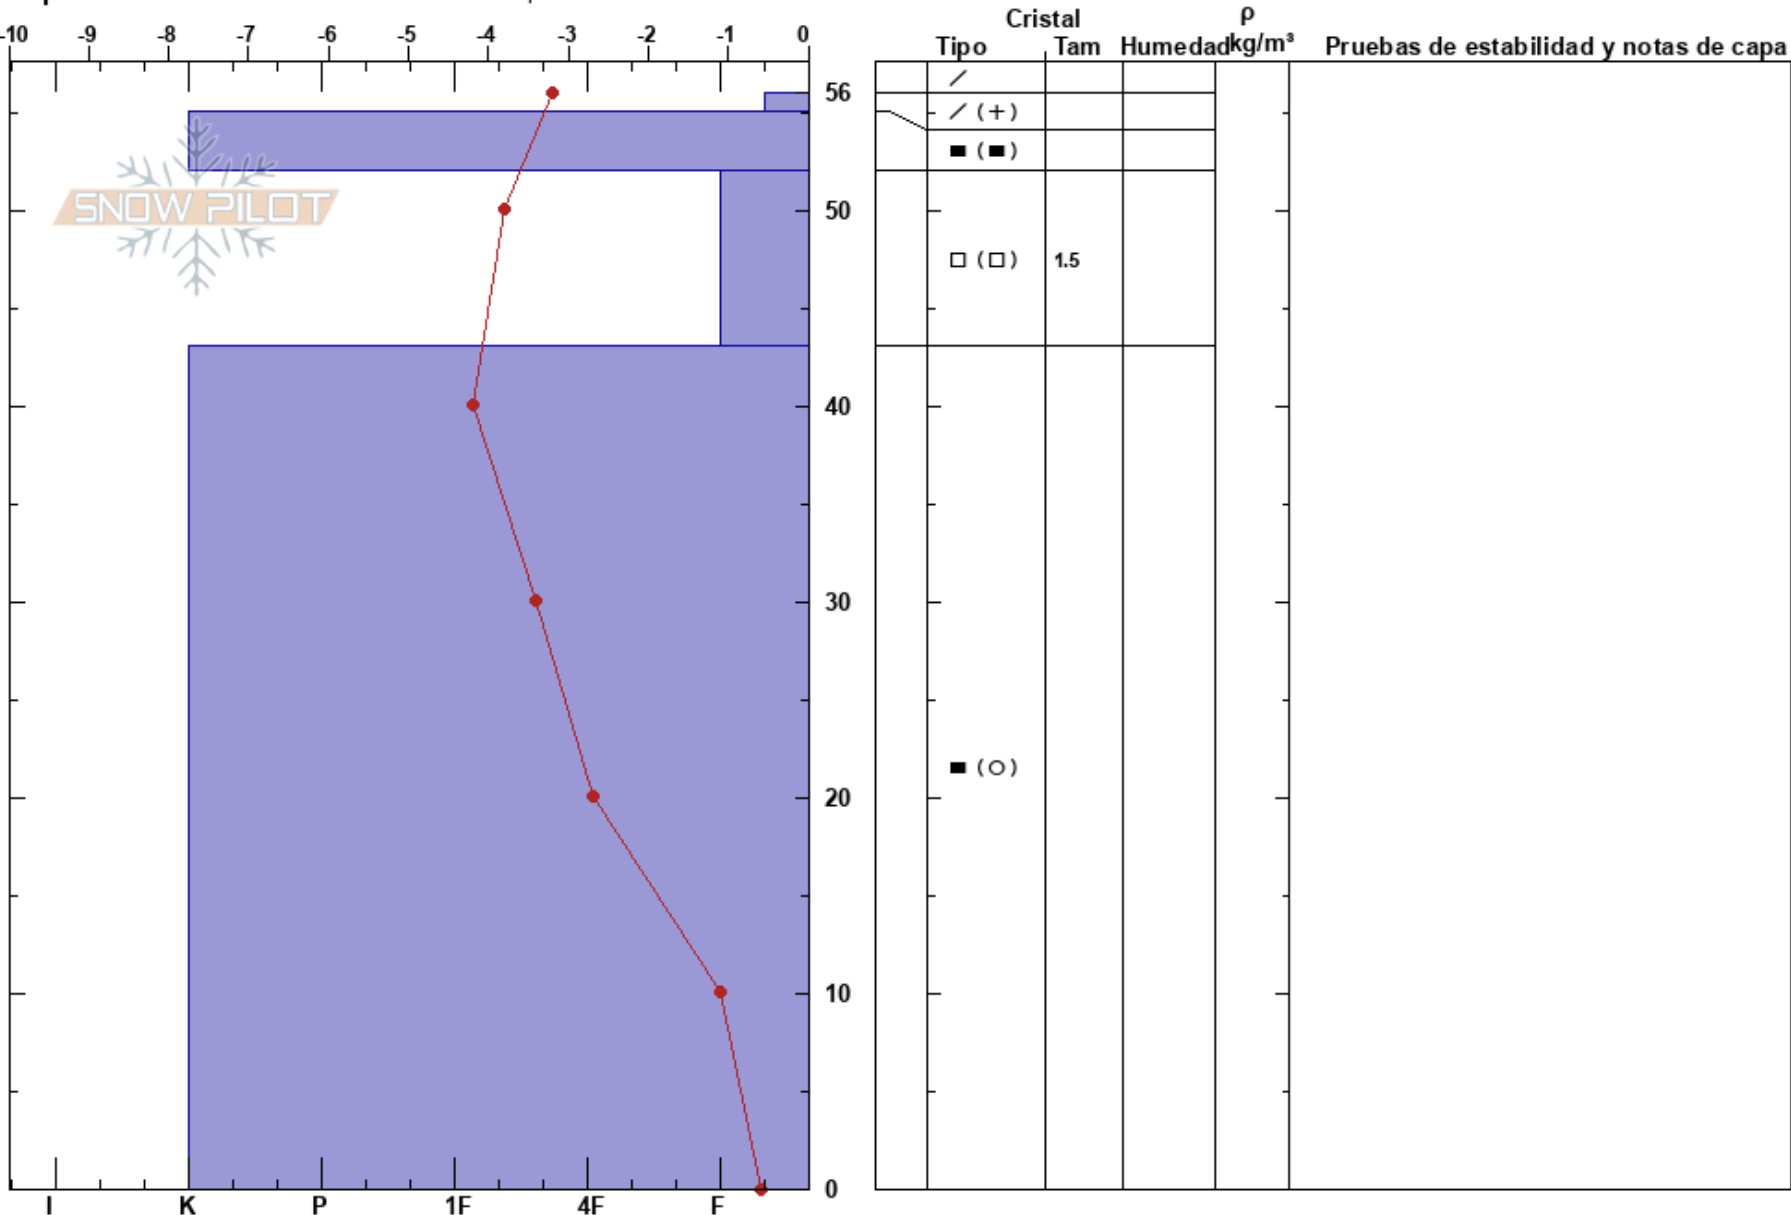 Cristal ρ
-10 -9 -8 -7 -6 -5 -4 -3 -2 -1 0 Tipo Tam Humedad kg/m³ Pruebas de estabilidad y notas de capa
56
(+)
SNOW PILOT
50
1.5
40
30
20
10
0
I K P 1F 4F F